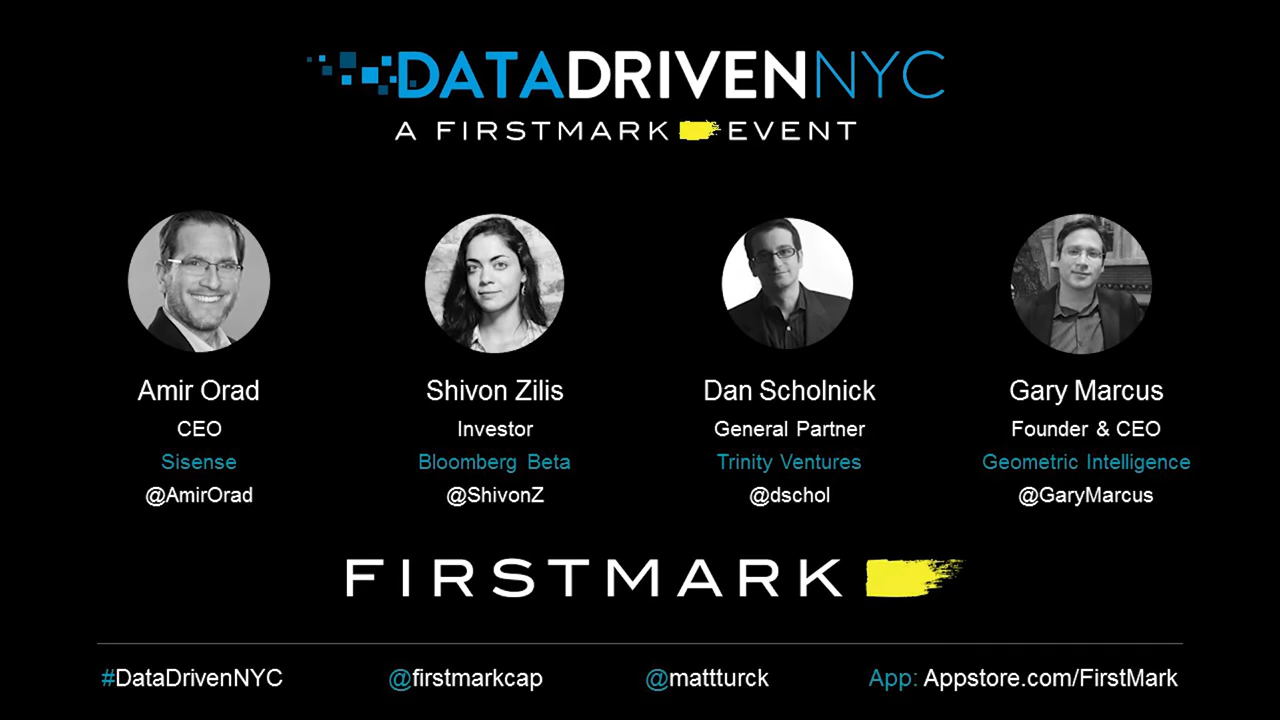 DATADRIVENNYC
A FIRSTMARK EVENT
Amir Orad
CEO
Sisense
@AmirOrad
Shivon Zilis
Investor
Bloomberg Beta
@ShivonZ
Dan Scholnick
General Partner
Trinity Ventures
@dschol
Gary Marcus
Founder & CEO
Geometric Intelligence
@GaryMarcus
FIRSTMARK
#DataDrivenNYC
@firstmarkcap
@mattturck
App: Appstore.com/FirstMark